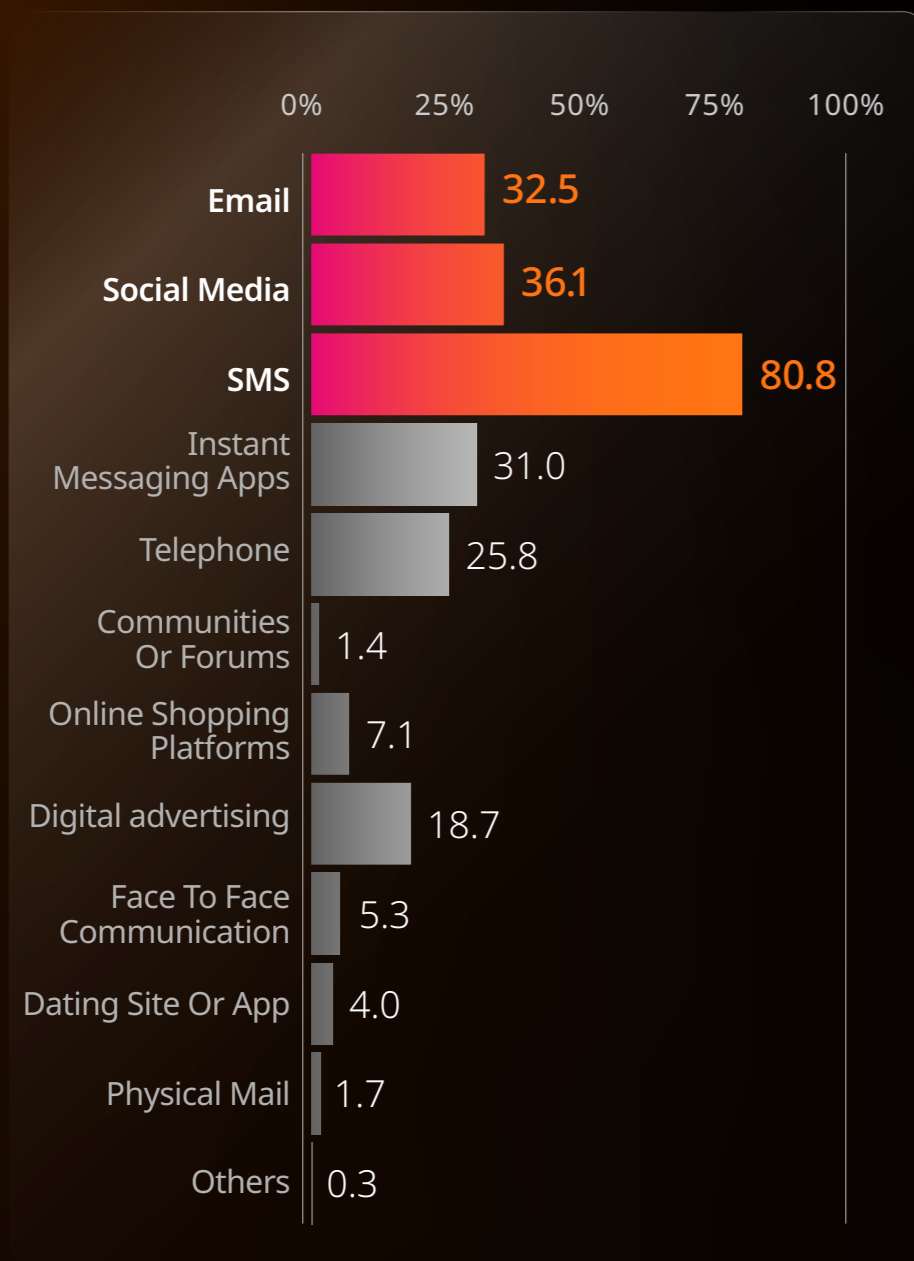 0% 25% 50% 75% 100%
Email 32.5
Social Media 36.1
SMS 80.8
Instant
Messaging Apps 31.0
Telephone 25.8
Communities
Or Forums 1.4
Online Shopping
Platforms 7.1
Digital advertising 18.7
Face To Face
Communication 5.3
Dating Site Or App 4.0
Physical Mail 1.7
Others 0.3